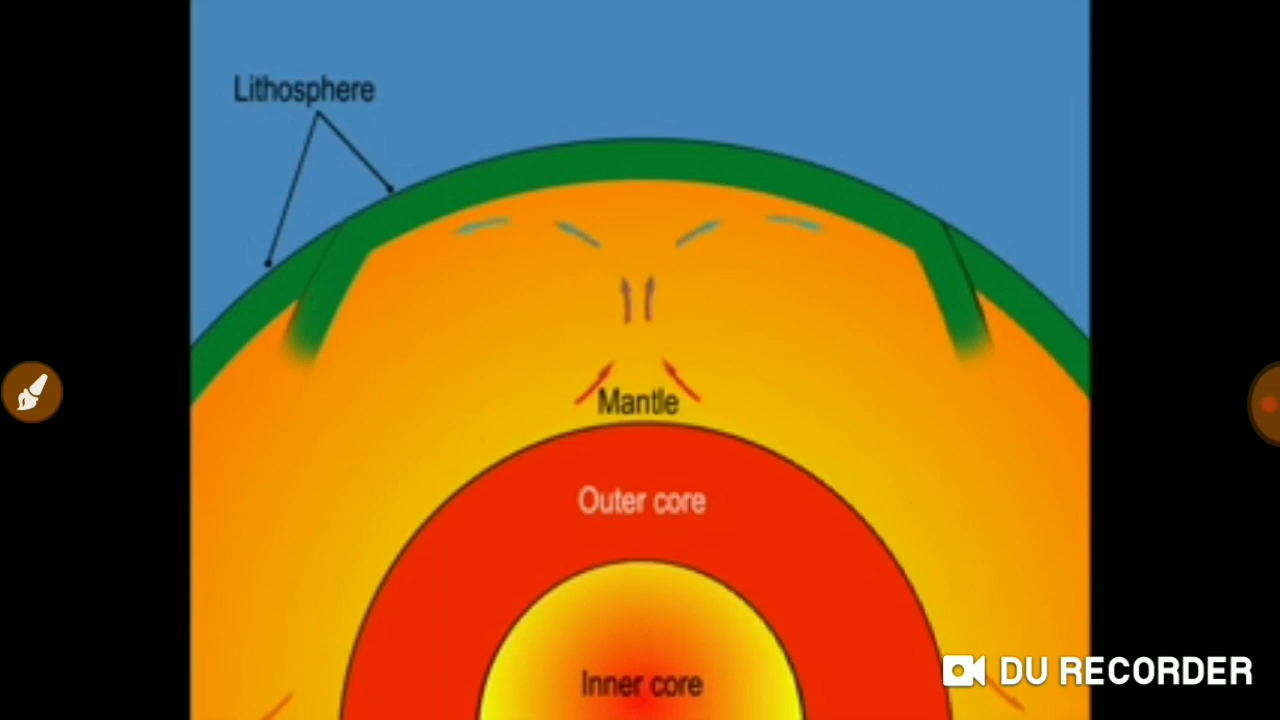 Lithosphere
Mantle
Outer core
Inner core
DU RECORDER